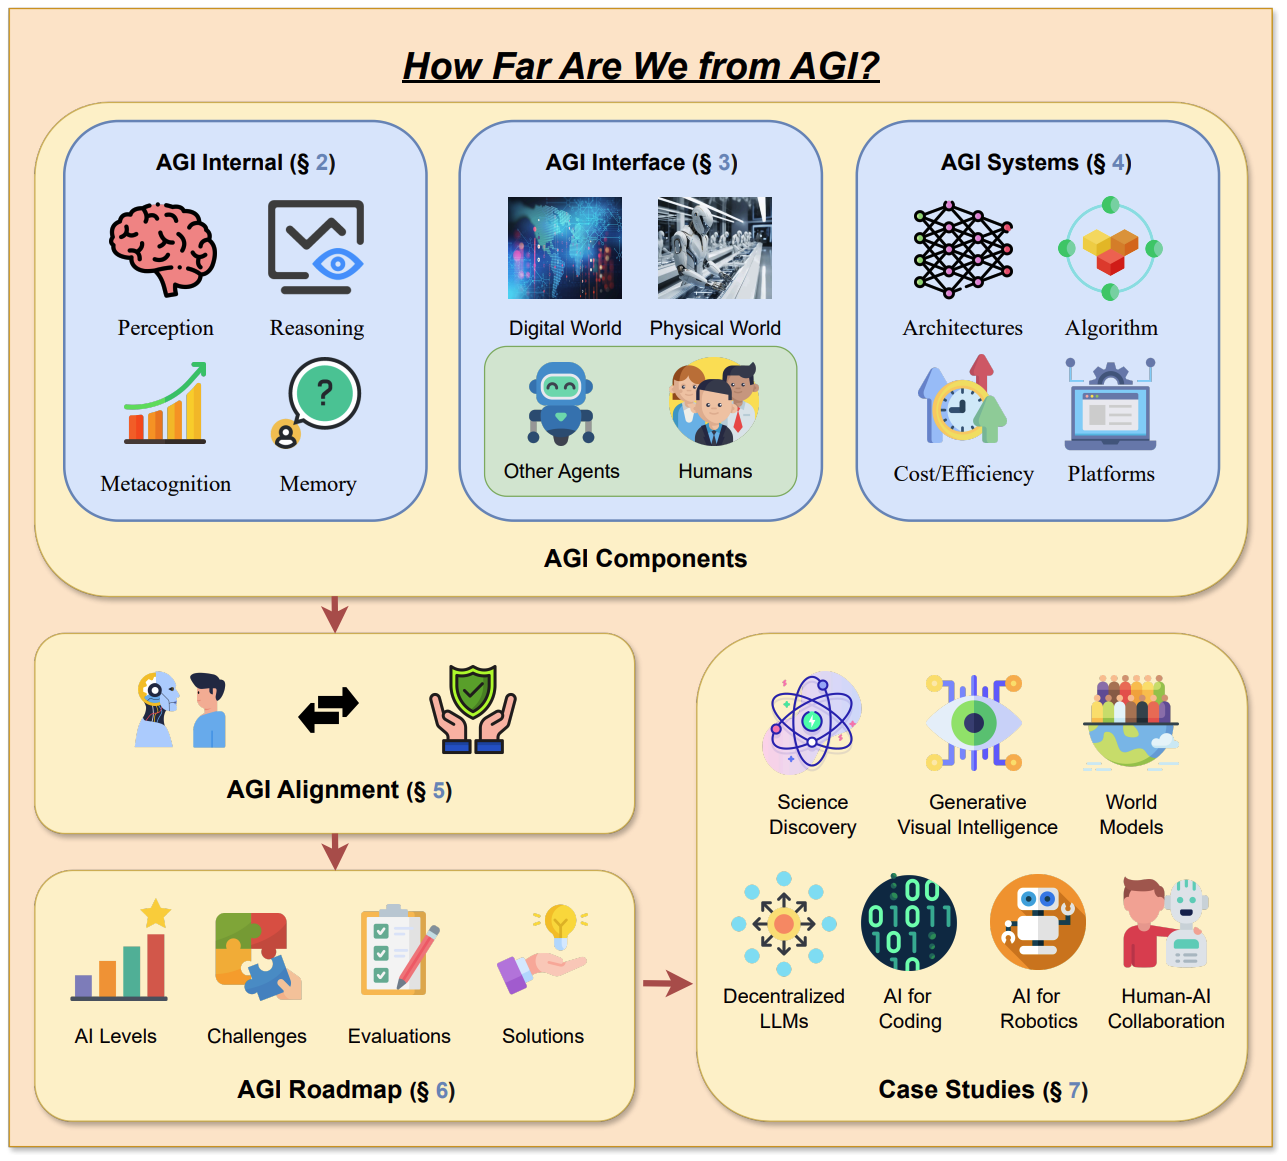 How Far Are We from AGI?
AGI Internal (§ 2)
Perception
Reasoning
Metacognition
Memory
AGI Interface (§ 3)
Digital World
Physical World
Other Agents
Humans
AGI Systems (§ 4)
Architectures
Algorithm
Cost/Efficiency
Platforms
AGI Components
AGI Alignment (§ 5)
AI Levels
Challenges
Evaluations
Solutions
AGI Roadmap (§ 6)
Science
Discovery
Generative
Visual Intelligence
World
Models
Decentralized
LLMs
AI for
Coding
AI for
Robotics
Human-AI
Collaboration
Case Studies (§ 7)